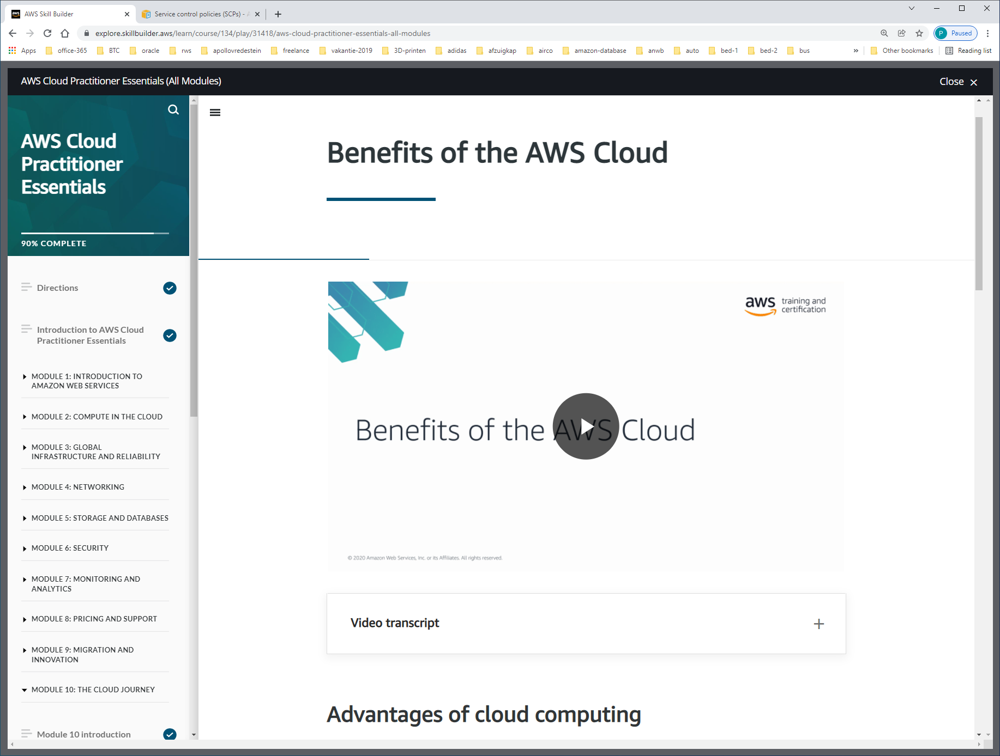 AWS Skill Builder
Service control policies (SCPs) -
explore.skillbuilder.aws/learn/course/134/play/31418/aws-cloud-practitioner-essentials-all-modules
P Paused
Apps office-365 BTC oracle rws apollovredestein freelance vakantie-2019 3D-printen adidas afzuigkap airco amazon-database anwb auto bed-1 bed-2 bus » Other bookmarks Reading list
AWS Cloud Practitioner Essentials (All Modules)
Close
AWS Cloud
Practitioner
Essentials
90% COMPLETE
Directions
Introduction to AWS Cloud
Practitioner Essentials
MODULE 1: INTRODUCTION TO
AMAZON WEB SERVICES
MODULE 2: COMPUTE IN THE CLOUD
MODULE 3: GLOBAL
INFRASTRUCTURE AND RELIABILITY
MODULE 4: NETWORKING
MODULE 5: STORAGE AND DATABASES
MODULE 6: SECURITY
MODULE 7: MONITORING AND
ANALYTICS
MODULE 8: PRICING AND SUPPORT
MODULE 9: MIGRATION AND
INNOVATION
MODULE 10: THE CLOUD JOURNEY
Module 10 introduction
Benefits of the AWS Cloud
aws training and
certification
Benefits of the AWS Cloud
© 2020 Amazon Web Services, Inc. or its Affiliates. All rights reserved.
Video transcript
Advantages of cloud computing